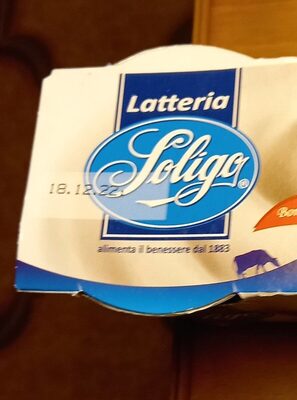 Latteria
Soligo®
18.12.22
alimenta il benessere dal 1883